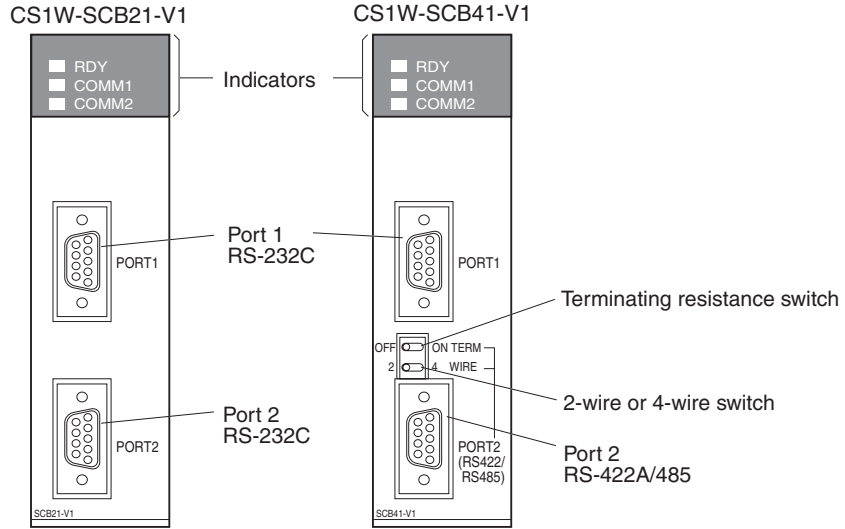 CS1W-SCB21-V1
CS1W-SCB41-V1
RDY
COMM1
COMM2
Indicators
RDY
COMM1
COMM2
PORT1
Port 1
RS-232C
PORT1
Terminating resistance switch
OFF ON TERM
2 4 WIRE
2-wire or 4-wire switch
PORT2
Port 2
RS-232C
PORT2
(RS422/
RS485)
Port 2
RS-422A/485
SCB21-V1
SCB41-V1